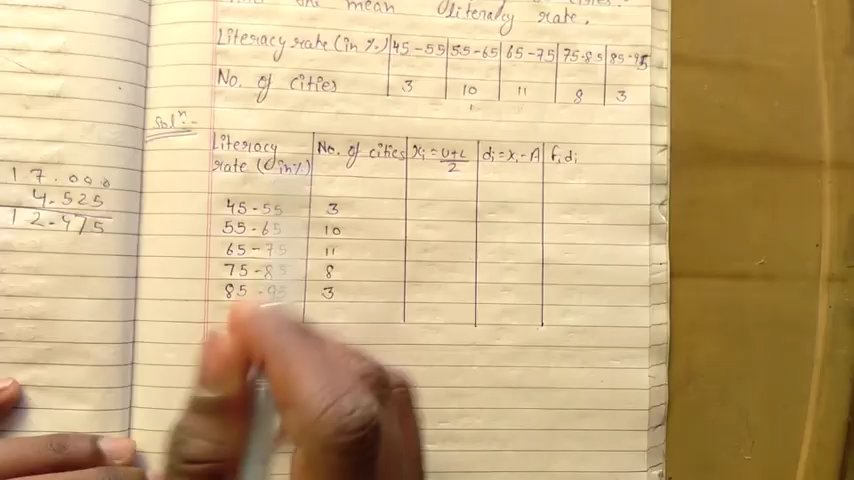 the mean literacy rate.
Literacy rate (in %) 45-55 55-65 65-75 75-85 85-95
No. of cities 3 10 11 8 3
Solⁿ:-
Literacy rate (in %) No. of cities xi = U+L/2 di = xi - A fidi
45-55 3
55-65 10
65-75 11
75-85 8
85-95 3
17.000
4.525
12.475